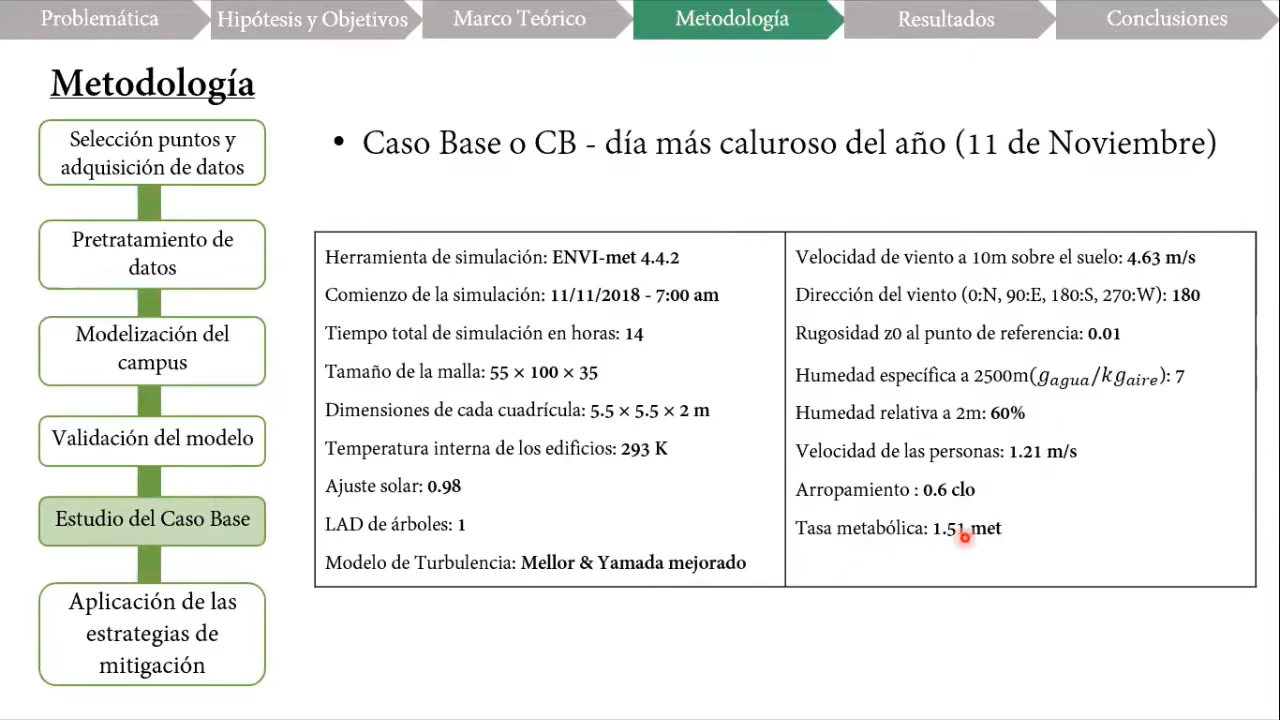 Problemática
Hipótesis y Objetivos
Marco Teórico
Metodología
Resultados
Conclusiones
Metodología
Selección puntos y
adquisición de datos
Pretratamiento de
datos
Modelización del
campus
Validación del modelo
Estudio del Caso Base
Aplicación de las
estrategias de
mitigación
• Caso Base o CB - día más caluroso del año (11 de Noviembre)
Herramienta de simulación: ENVI-met 4.4.2
Comienzo de la simulación: 11/11/2018 - 7:00 am
Tiempo total de simulación en horas: 14
Tamaño de la malla: 55 × 100 × 35
Dimensiones de cada cuadrícula: 5.5 × 5.5 × 2 m
Temperatura interna de los edificios: 293 K
Ajuste solar: 0.98
LAD de árboles: 1
Modelo de Turbulencia: Mellor & Yamada mejorado
Velocidad de viento a 10m sobre el suelo: 4.63 m/s
Dirección del viento (0:N, 90:E, 180:S, 270:W): 180
Rugosidad z0 al punto de referencia: 0.01
Humedad específica a 2500m(g_agua/kg_aire): 7
Humedad relativa a 2m: 60%
Velocidad de las personas: 1.21 m/s
Arropamiento : 0.6 clo
Tasa metabólica: 1.51 met